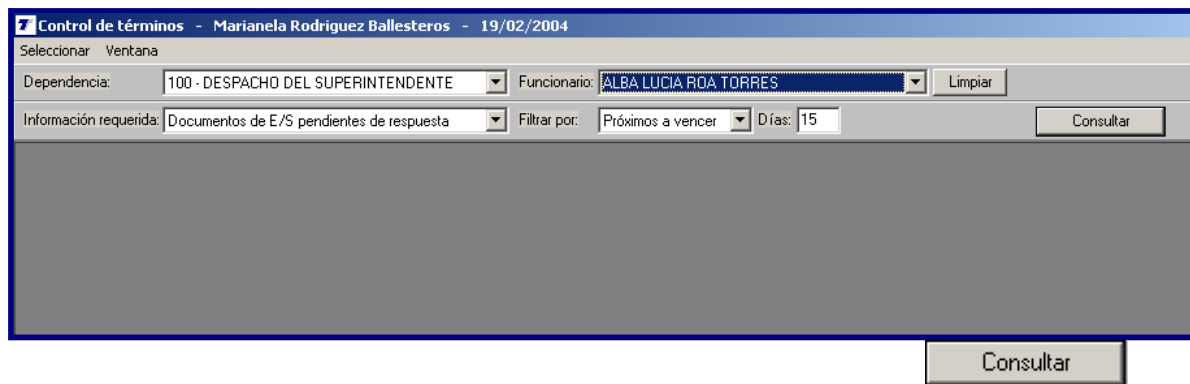 Control de términos - Marianela Rodriguez Ballesteros - 19/02/2004
Seleccionar Ventana
Dependencia: 100 - DESPACHO DEL SUPERINTENDENTE Funcionario: ALBA LUCIA ROA TORRES Limpiar
Información requerida: Documentos de E/S pendientes de respuesta Filtrar por: Próximos a vencer Días: 15 Consultar
Consultar